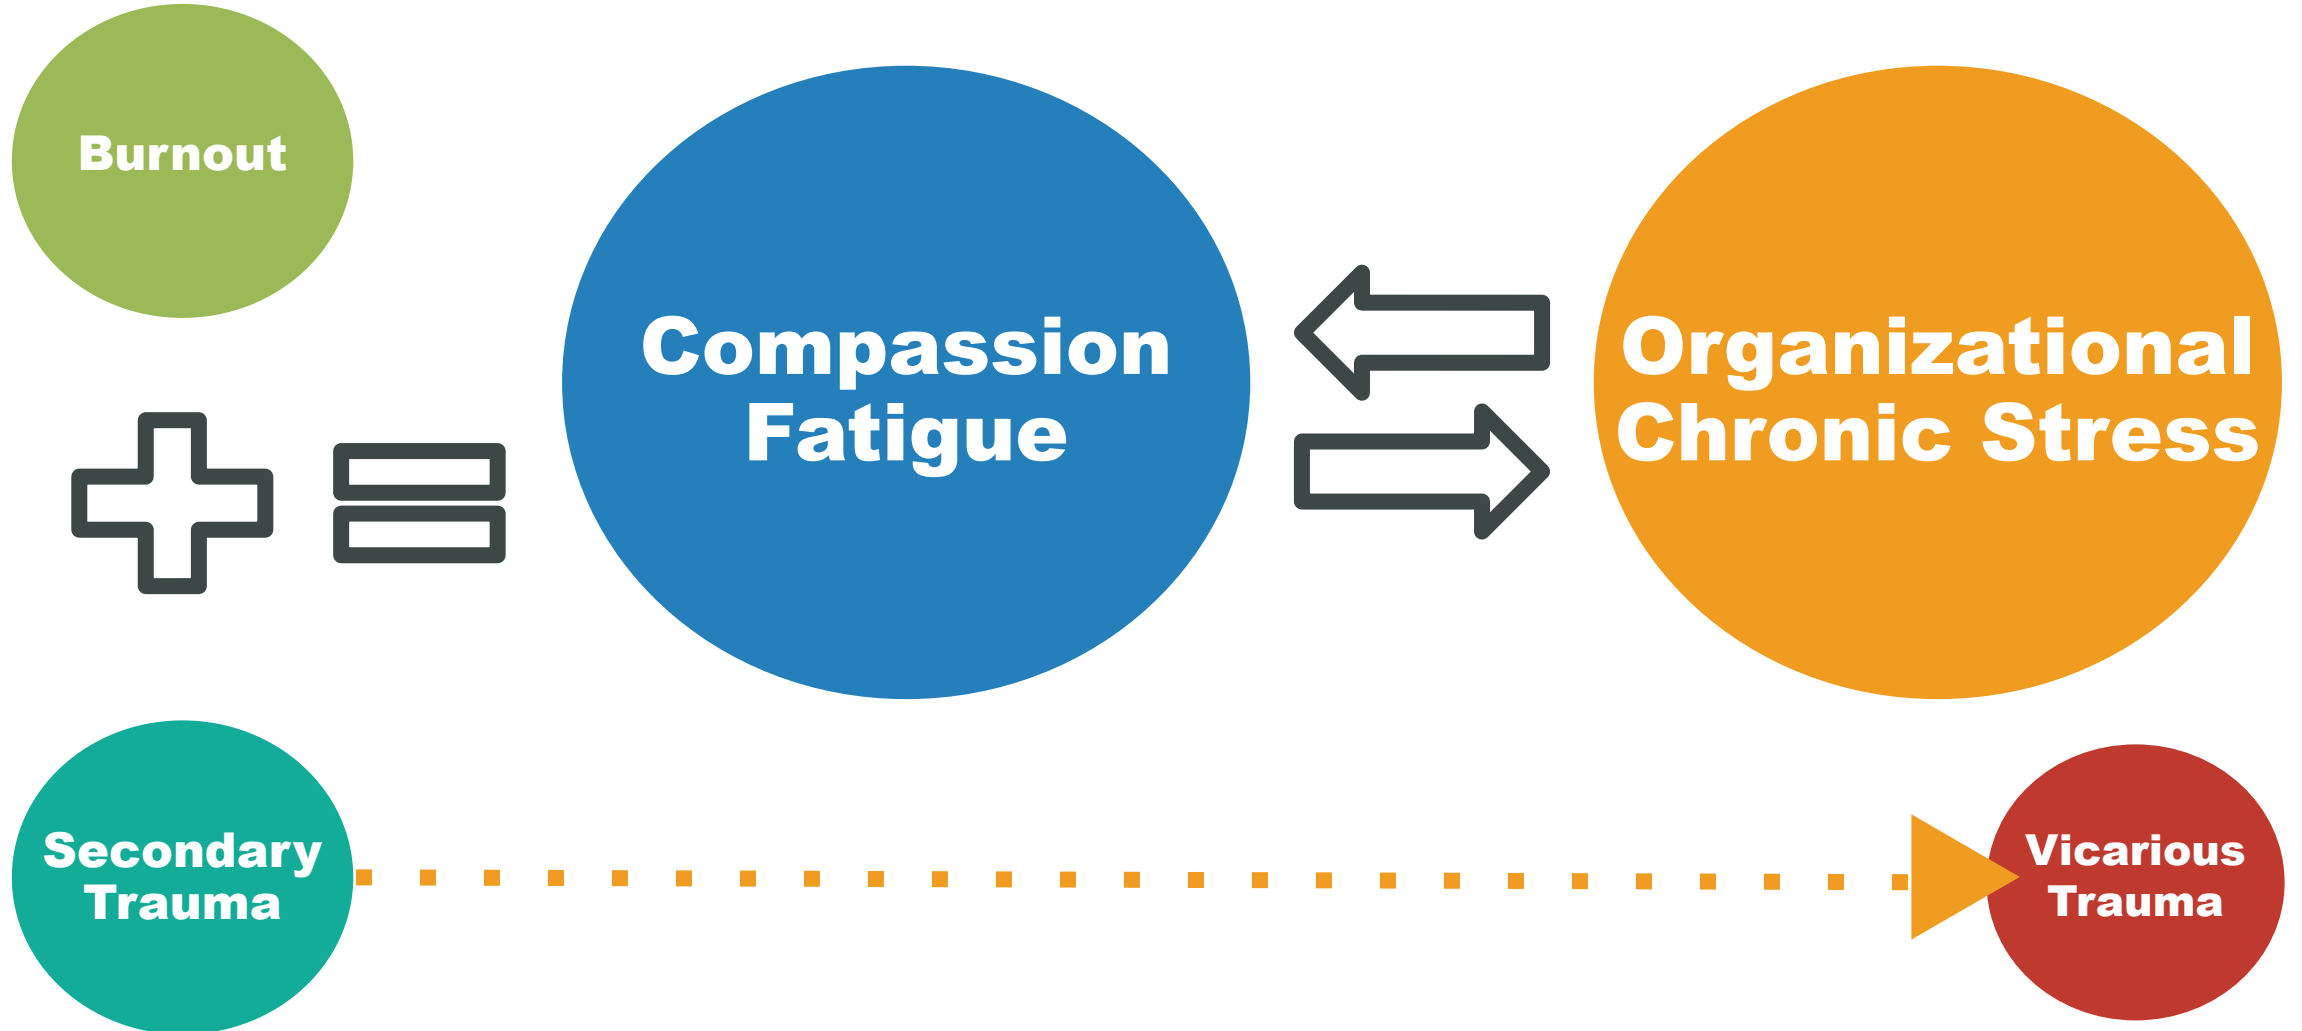 Burnout
Compassion
Fatigue
Organizational
Chronic Stress
Secondary
Trauma
Vicarious
Trauma